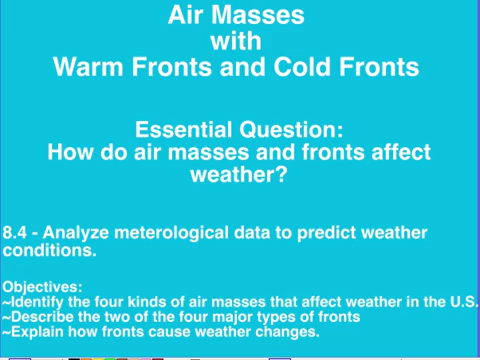 Air Masses
with
Warm Fronts and Cold Fronts
Essential Question:
How do air masses and fronts affect
weather?
8.4 - Analyze meterological data to predict weather
conditions.
Objectives:
~Identify the four kinds of air masses that affect weather in the U.S.
~Describe the two of the four major types of fronts
~Explain how fronts cause weather changes.